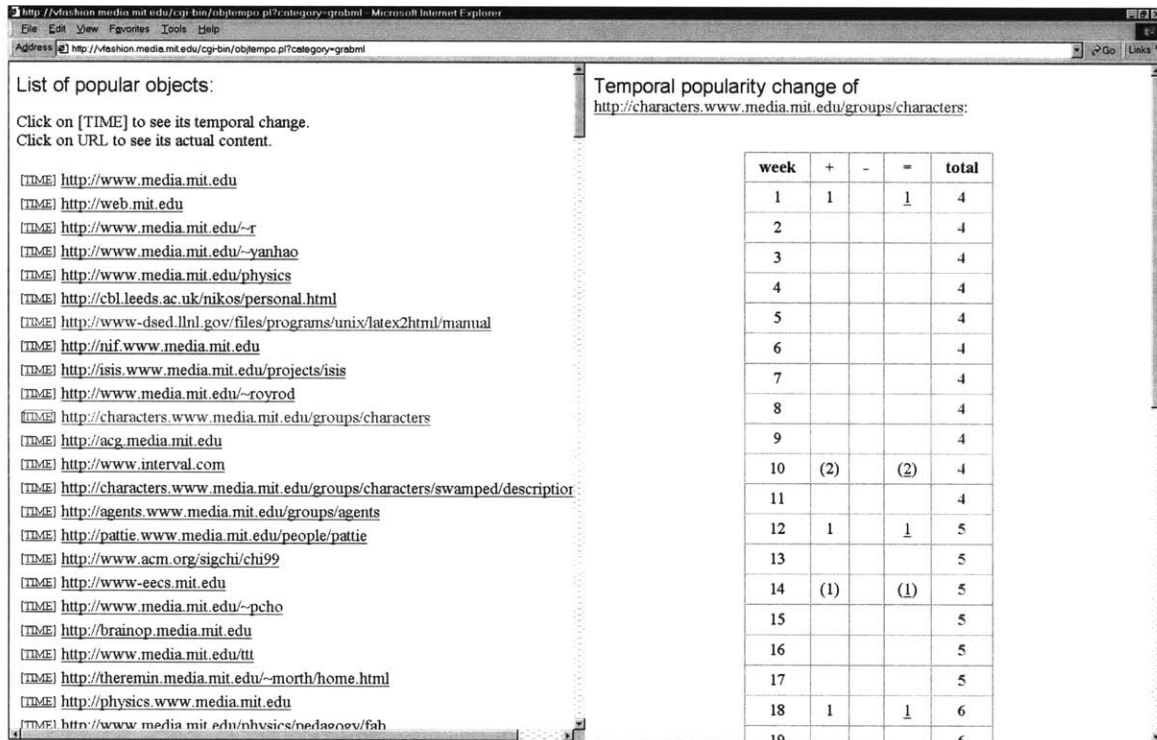 http://vfashion.media.mit.edu/cgi-bin/objtempo.pl?category=grabml - Microsoft Internet Explorer
File Edit View Favorites Tools Help
Address http://vfashion.media.mit.edu/cgi-bin/objtempo.pl?category=grabml Go Links
List of popular objects:
Click on [TIME] to see its temporal change.
Click on URL to see its actual content.
[TIME] http://www.media.mit.edu
[TIME] http://web.mit.edu
[TIME] http://www.media.mit.edu/~r
[TIME] http://www.media.mit.edu/~yanhao
[TIME] http://www.media.mit.edu/physics
[TIME] http://cbl.leeds.ac.uk/nikos/personal.html
[TIME] http://www-dsed.llnl.gov/files/programs/unix/latex2html/manual
[TIME] http://nif.www.media.mit.edu
[TIME] http://isis.www.media.mit.edu/projects/isis
[TIME] http://www.media.mit.edu/~royrod
[TIME] http://characters.www.media.mit.edu/groups/characters
[TIME] http://acg.media.mit.edu
[TIME] http://www.interval.com
[TIME] http://characters.www.media.mit.edu/groups/characters/swamped/description
[TIME] http://agents.www.media.mit.edu/groups/agents
[TIME] http://pattie.www.media.mit.edu/people/pattie
[TIME] http://www.acm.org/sigchi/chi99
[TIME] http://www-eecs.mit.edu
[TIME] http://www.media.mit.edu/~pcho
[TIME] http://brainop.media.mit.edu
[TIME] http://www.media.mit.edu/ttt
[TIME] http://theremin.media.mit.edu/~morth/home.html
[TIME] http://physics.www.media.mit.edu
[TIME] http://www.media.mit.edu/physics/pedagogy/fab
Temporal popularity change of
http://characters.www.media.mit.edu/groups/characters:
week + - = total
1 1 1 4
2 4
3 4
4 4
5 4
6 4
7 4
8 4
9 4
10 (2) (2) 4
11 4
12 1 1 5
13 5
14 (1) (1) 5
15 5
16 5
17 5
18 1 1 6
19 6